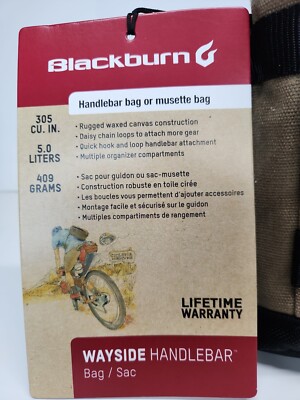 Blackburn
305
CU. IN.
5.0
LITERS
409
GRAMS
Handlebar bag or musette bag
• Rugged waxed canvas construction
• Daisy chain loops to attach more gear
• Quick hook and loop handlebar attachment
• Multiple organizer compartments
• Sac pour guidon ou sac-musette
• Construction robuste en toile cirée
• Les boucles vous permettent d'ajouter accessoires
• Montage facile et sécurisé sur le guidon
• Multiples compartiments de rangement
LIFETIME
WARRANTY
WAYSIDE HANDLEBAR™
Bag / Sac